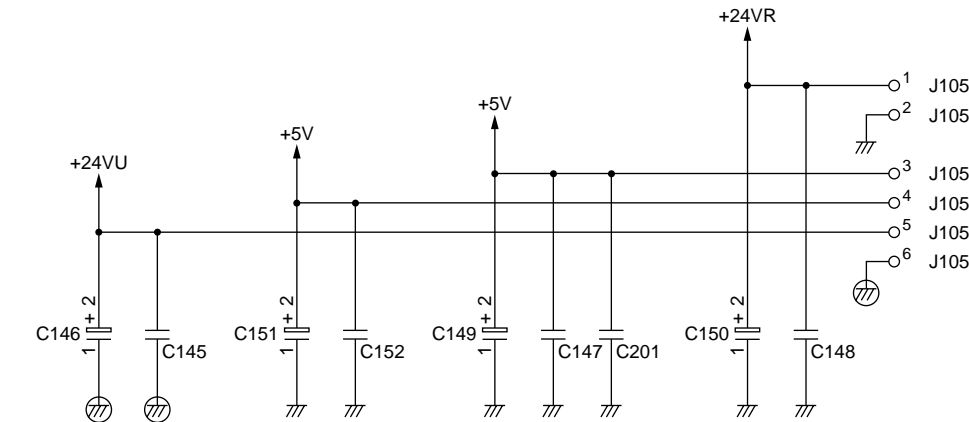 +24VR
1 J105
+5V
2 J105
+5V
+24VU
3 J105
4 J105
5 J105
6 J105
+ 2
+ 2
+ 2
+ 2
C146
C145
C151
C152
C149
C147
C201
C150
C148
1
1
1
1